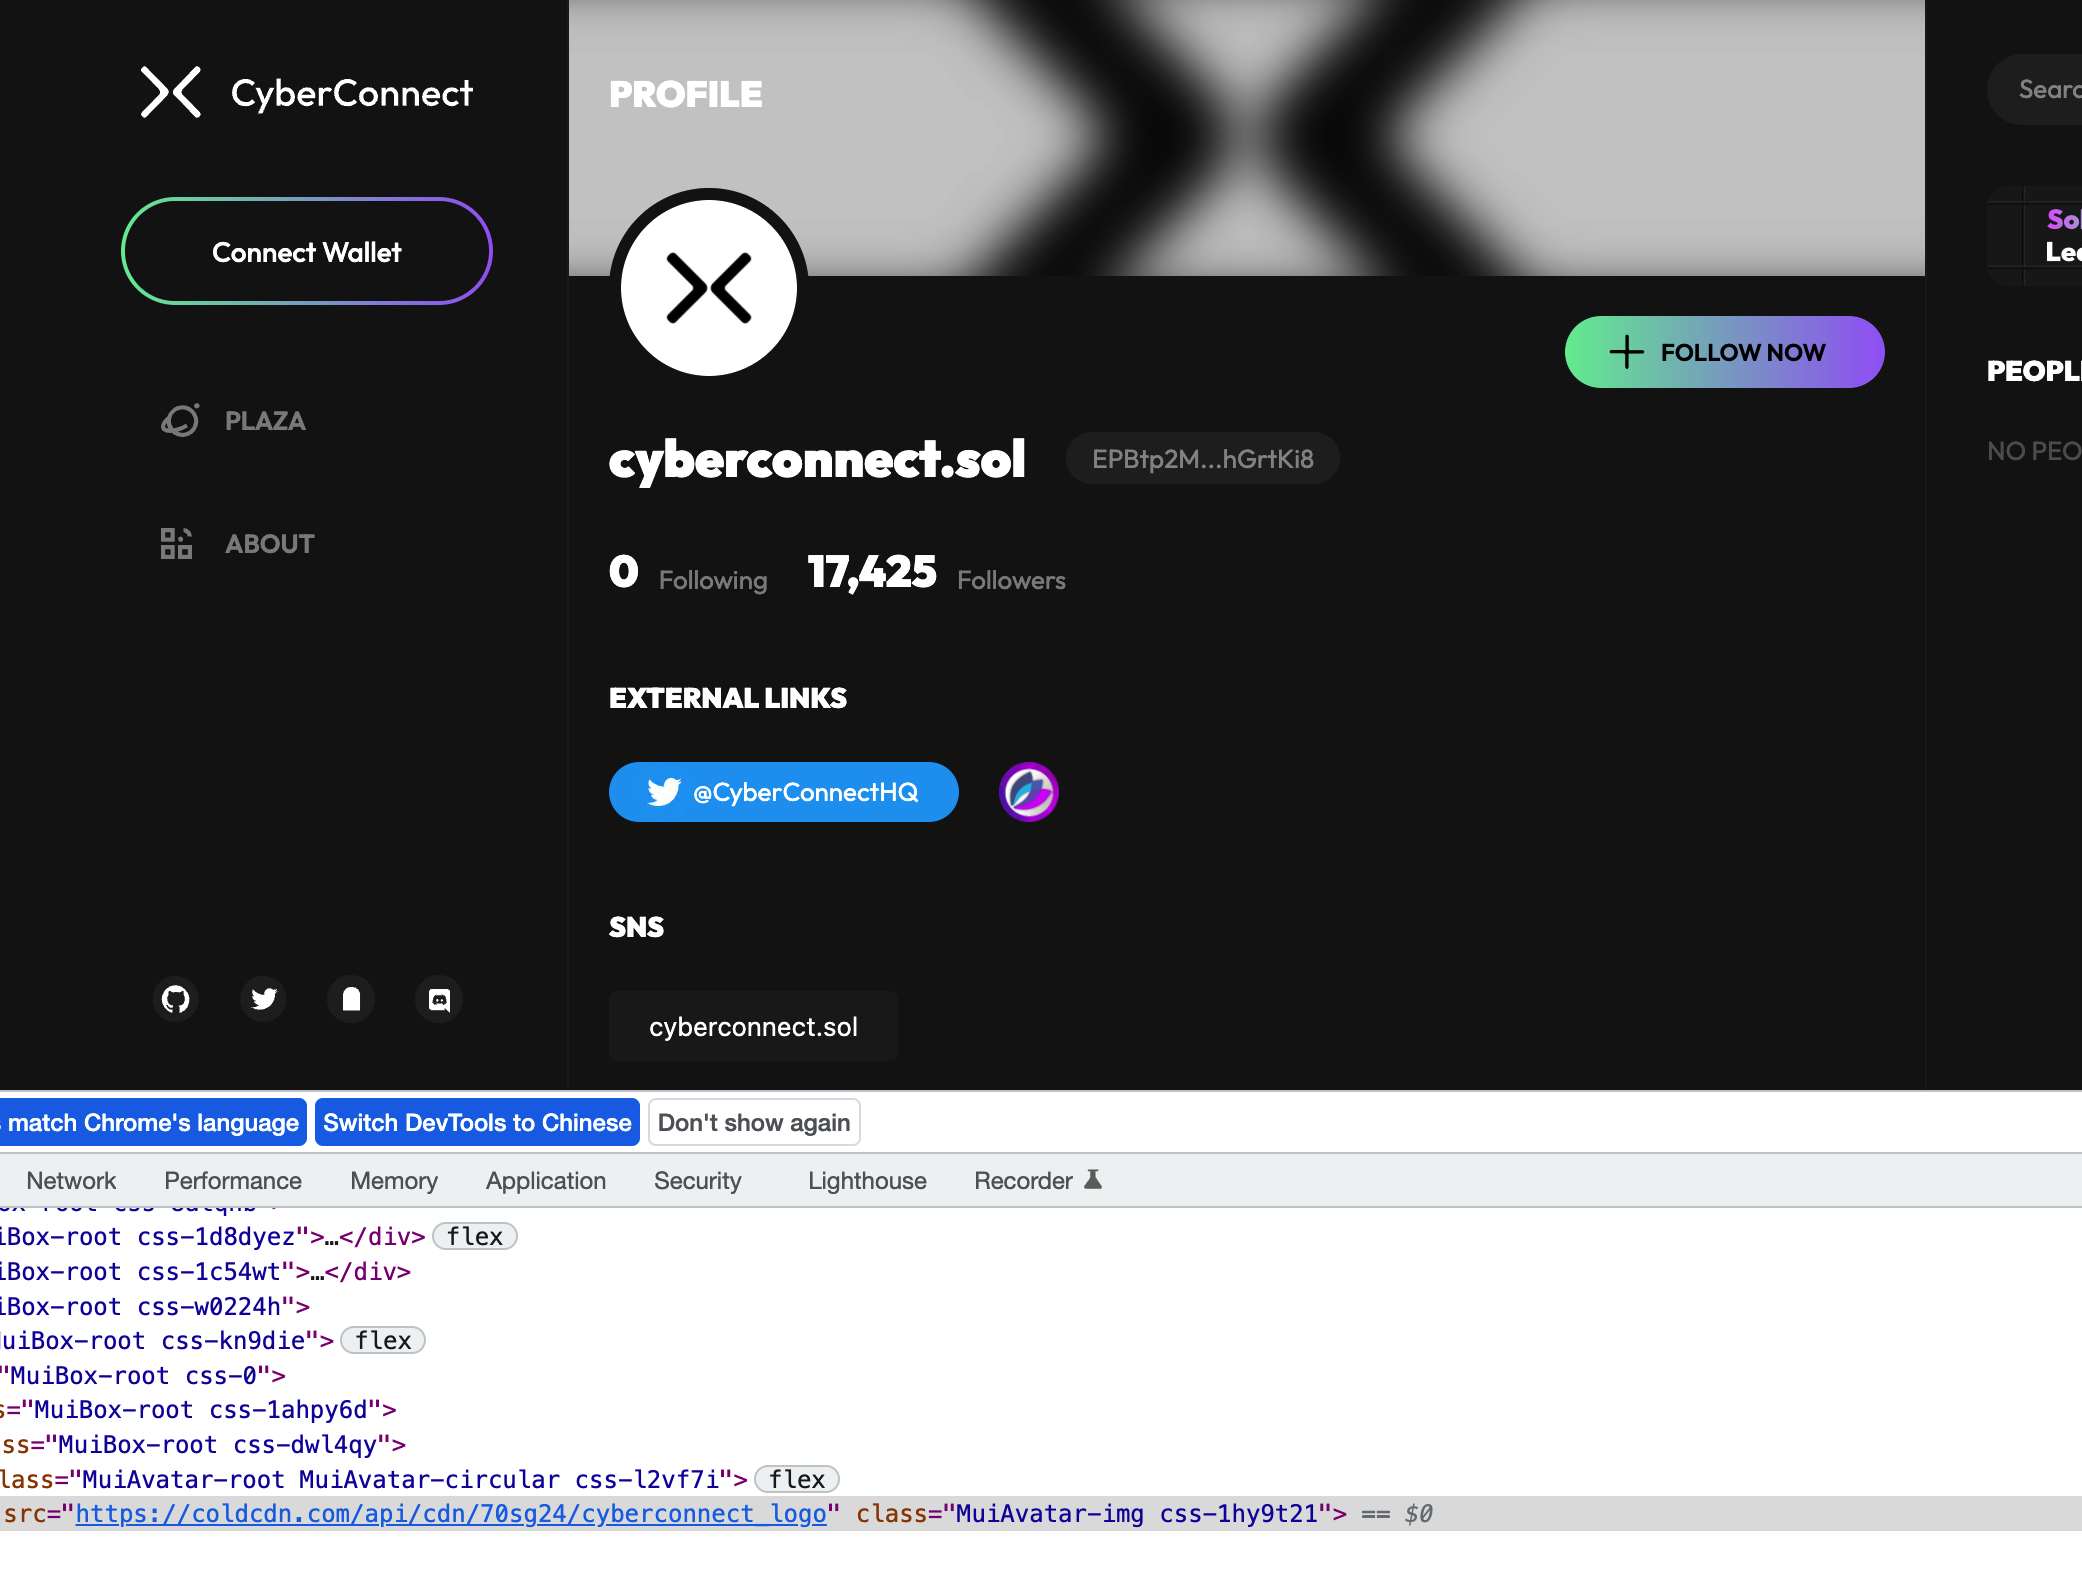 CyberConnect
Connect Wallet
PLAZA
ABOUT
PROFILE
FOLLOW NOW
cyberconnect.sol
EPBtp2M...hGrtKi8
0 Following 17,425 Followers
EXTERNAL LINKS
@CyberConnectHQ
SNS
cyberconnect.sol
Sear
Sol
Le
PEOPL
NO PEO
match Chrome's language
Switch DevTools to Chinese
Don't show again
Network Performance Memory Application Security Lighthouse Recorder
iBox-root css-1d8dyez">…</div> flex
iBox-root css-1c54wt">…</div>
iBox-root css-w0224h">
uiBox-root css-kn9die"> flex
"MuiBox-root css-0">
s="MuiBox-root css-1ahpy6d">
ss="MuiBox-root css-dwl4qy">
lass="MuiAvatar-root MuiAvatar-circular css-l2vf7i"> flex
src="https://coldcdn.com/api/cdn/70sg24/cyberconnect_logo" class="MuiAvatar-img css-1hy9t21"> == $0